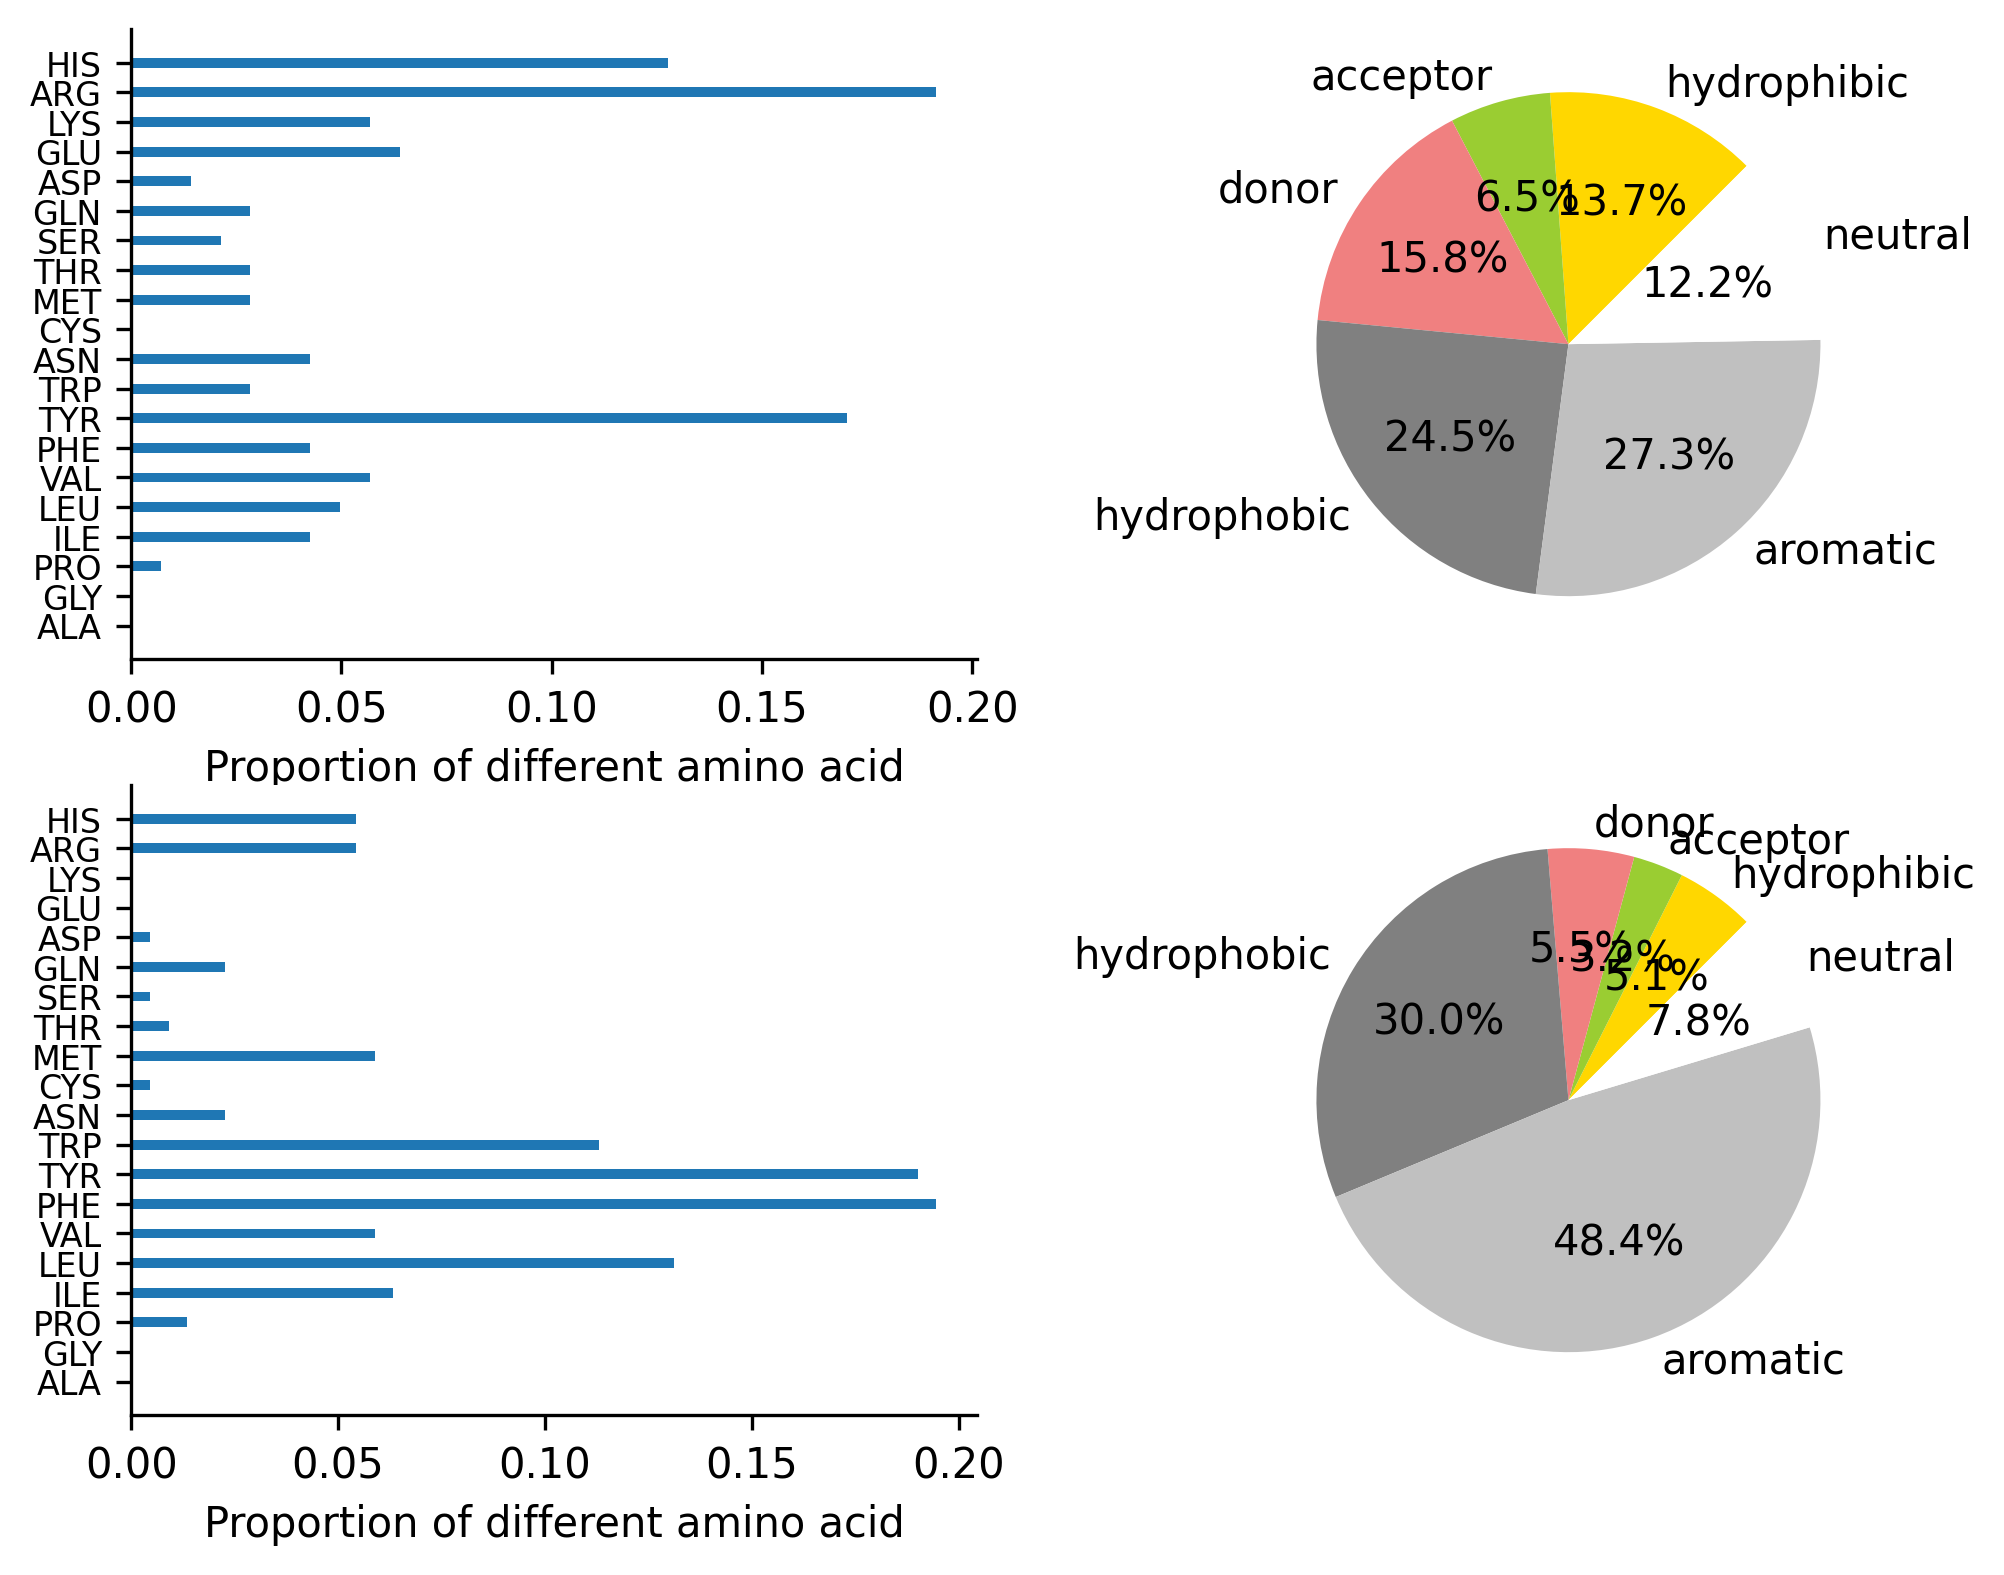 HIS
ARG
LYS
GLU
ASP
GLN
SER
THR
MET
CYS
ASN
TRP
TYR
PHE
VAL
LEU
ILE
PRO
GLY
ALA
0.00 0.05 0.10 0.15 0.20
Proportion of different amino acid
acceptor
hydrophibic
donor
neutral
6.5%
13.7%
15.8%
12.2%
24.5%
27.3%
hydrophobic
aromatic
HIS
ARG
LYS
GLU
ASP
GLN
SER
THR
MET
CYS
ASN
TRP
TYR
PHE
VAL
LEU
ILE
PRO
GLY
ALA
0.00 0.05 0.10 0.15 0.20
Proportion of different amino acid
donor
acceptor
hydrophibic
hydrophobic
neutral
5.5%
3.2%
5.1%
7.8%
30.0%
48.4%
aromatic